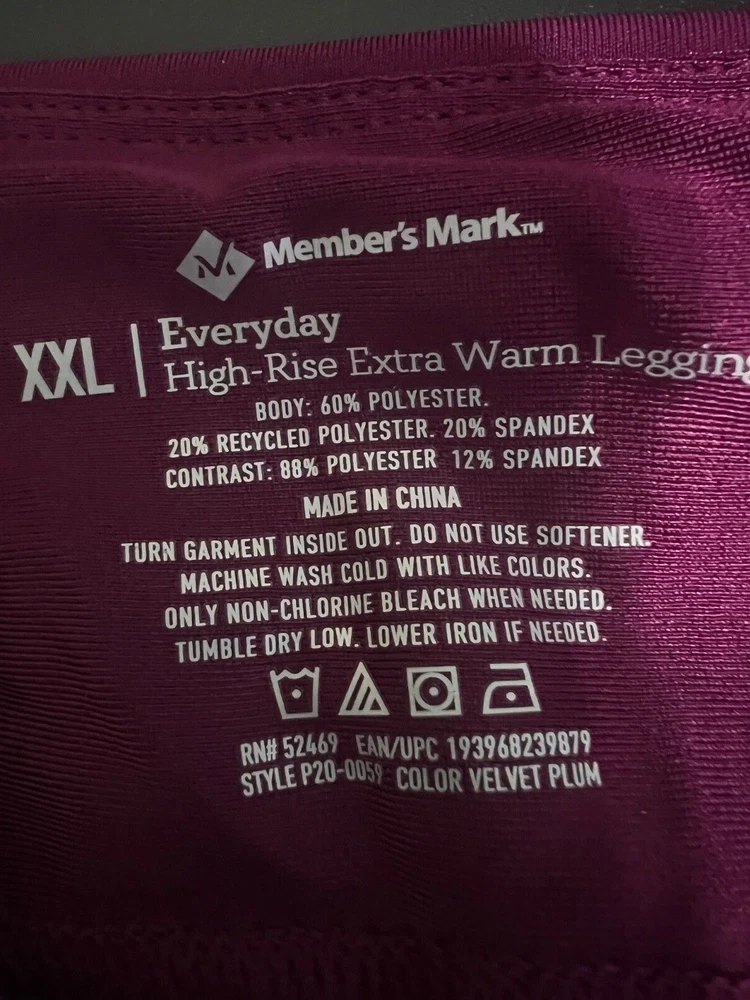 Member's Mark™
XXL
Everyday
High-Rise Extra Warm Legging
BODY: 60% POLYESTER.
20% RECYCLED POLYESTER. 20% SPANDEX
CONTRAST: 88% POLYESTER 12% SPANDEX
MADE IN CHINA
TURN GARMENT INSIDE OUT. DO NOT USE SOFTENER.
MACHINE WASH COLD WITH LIKE COLORS.
ONLY NON-CHLORINE BLEACH WHEN NEEDED.
TUMBLE DRY LOW. LOWER IRON IF NEEDED.
RN# 52469 EAN/UPC 193968239879
STYLE P20-0059 COLOR VELVET PLUM